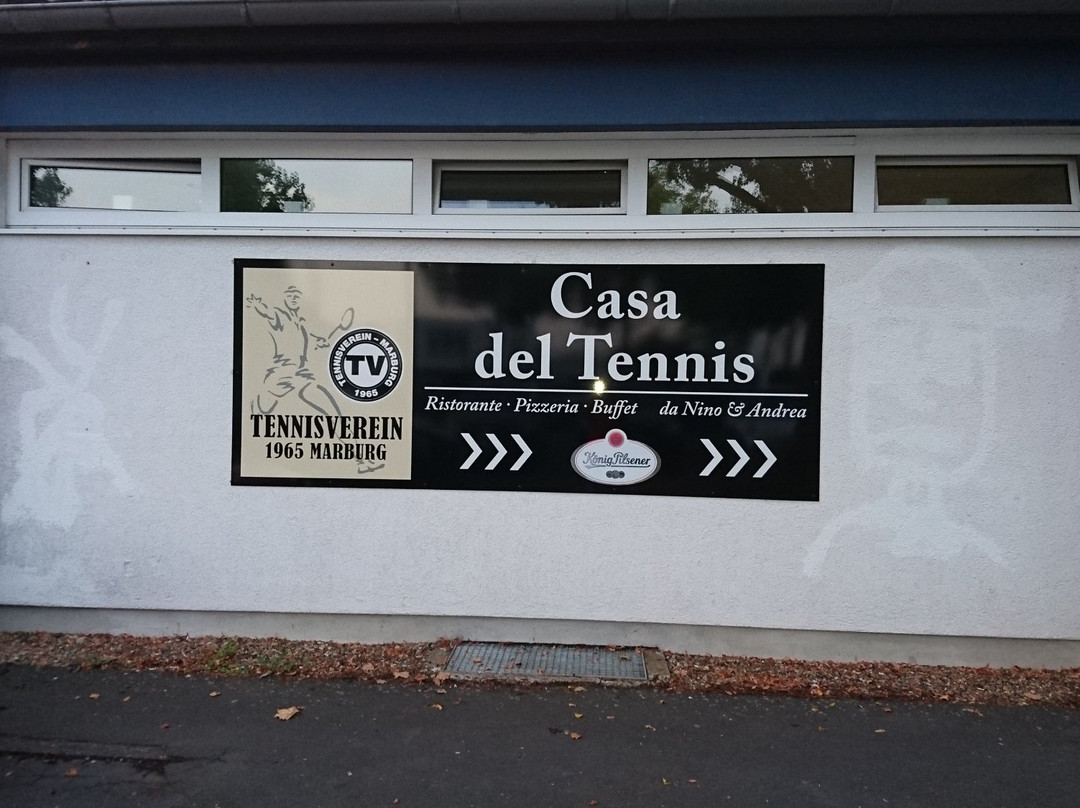 TENNISVEREIN - MARBURG
TV
1965
TENNISVEREIN
1965 MARBURG
Casa
del Tennis
Ristorante · Pizzeria · Buffet da Nino & Andrea
König Pilsener